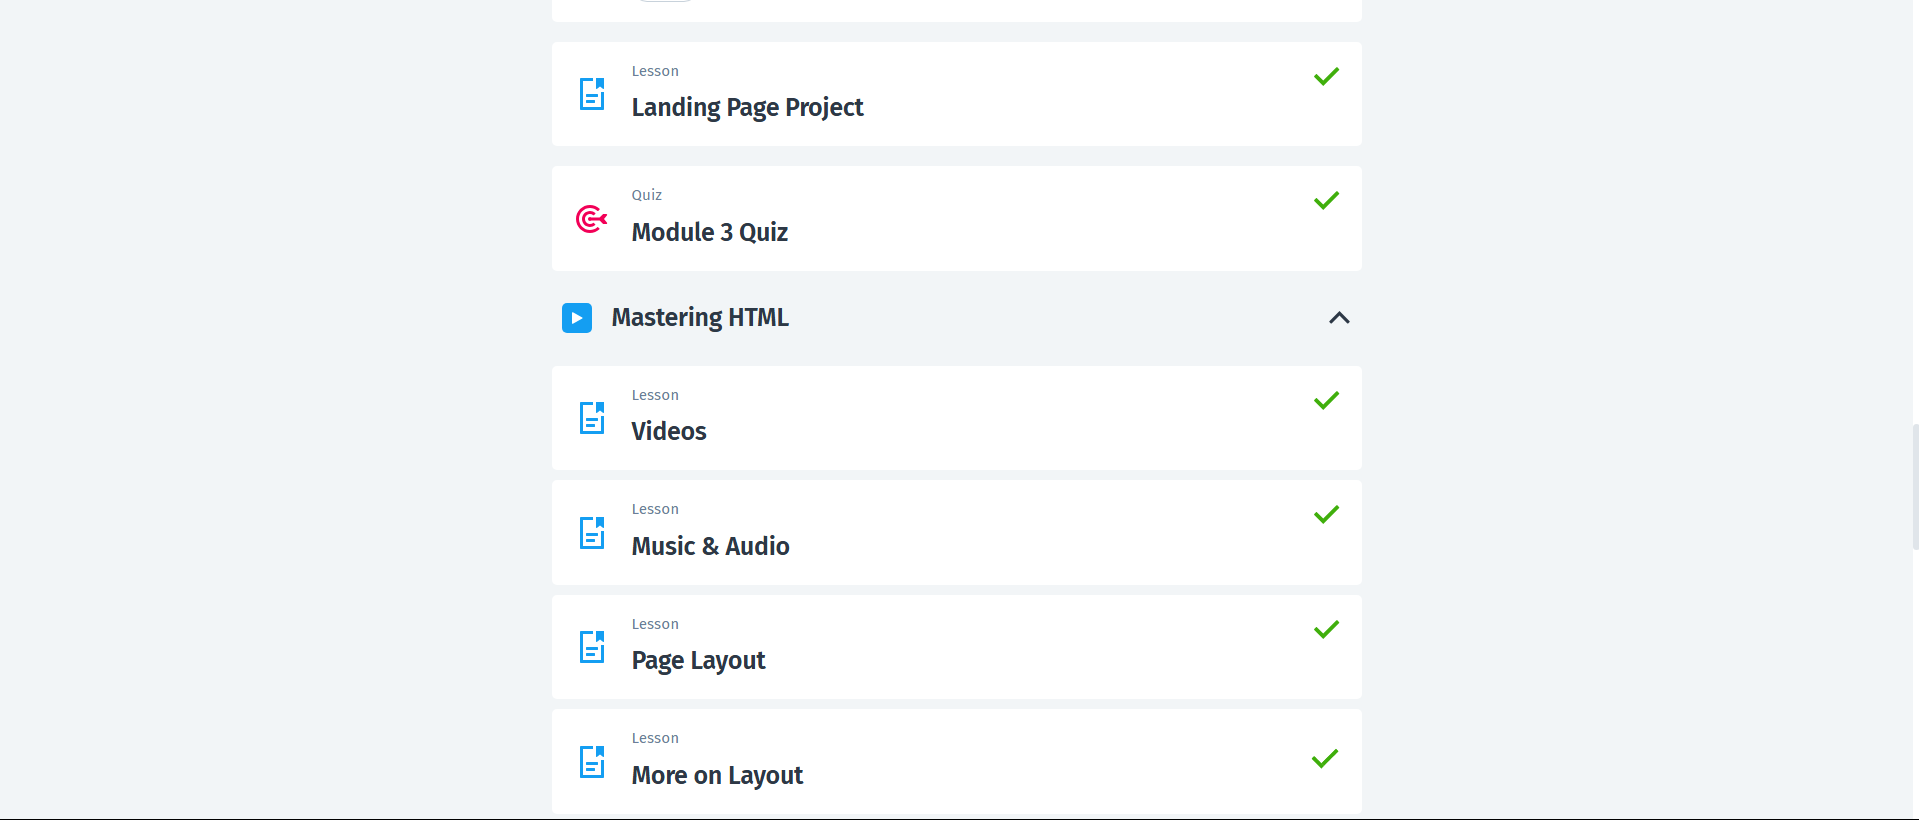 Lesson
Landing Page Project
Quiz
Module 3 Quiz
Mastering HTML
Lesson
Videos
Lesson
Music & Audio
Lesson
Page Layout
Lesson
More on Layout